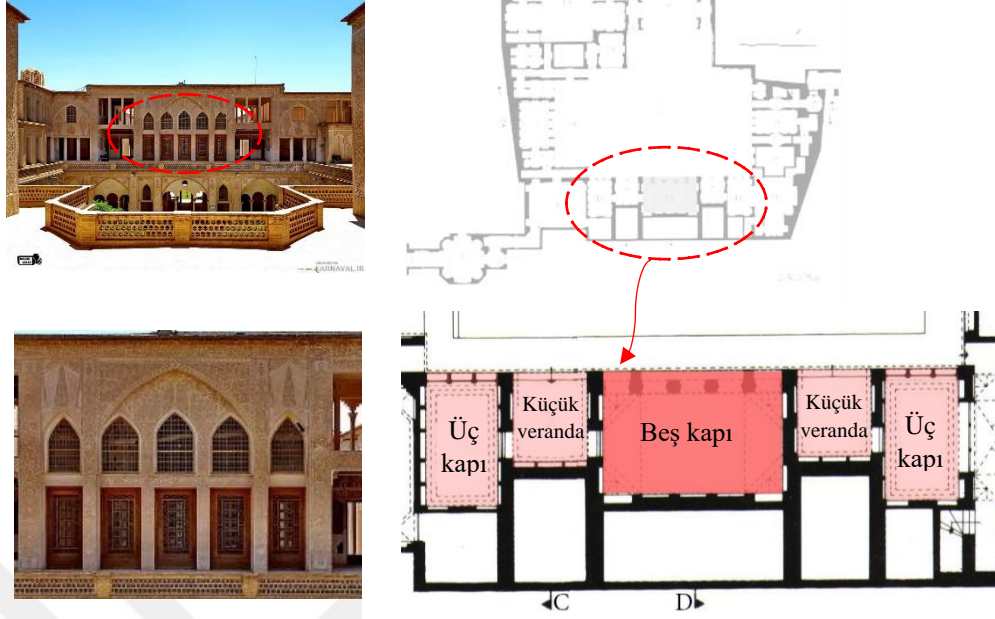 KARNAVAL.IR
Üç
kapı
Küçük
veranda
Beş kapı
Küçük
veranda
Üç
kapı
C
D